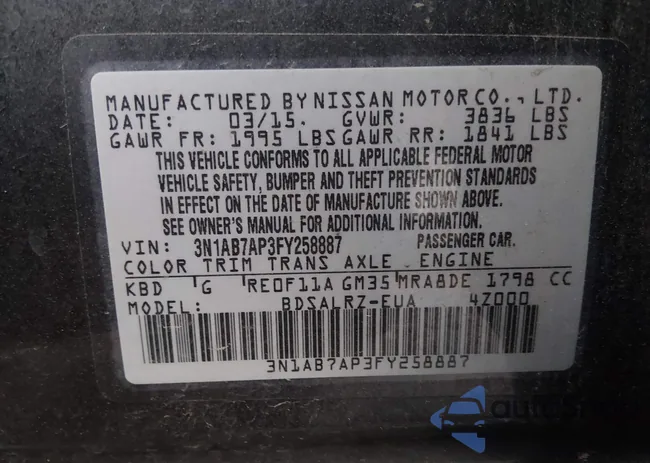 MANUFACTURED BY NISSAN MOTOR CO., LTD.
DATE: 03/15. GVWR: 3836 LBS
GAWR FR: 1995 LBS GAWR RR: 1841 LBS
THIS VEHICLE CONFORMS TO ALL APPLICABLE FEDERAL MOTOR
VEHICLE SAFETY, BUMPER AND THEFT PREVENTION STANDARDS
IN EFFECT ON THE DATE OF MANUFACTURE SHOWN ABOVE.
SEE OWNER'S MANUAL FOR ADDITIONAL INFORMATION.
VIN: 3N1AB7AP3FY258887 PASSENGER CAR.
COLOR TRIM TRANS AXLE ENGINE
KBD G RE0F11A GM35 MRA8DE 1798 CC
MODEL: BDSALRZ-EUA 4Z000
3N1AB7AP3FY258887